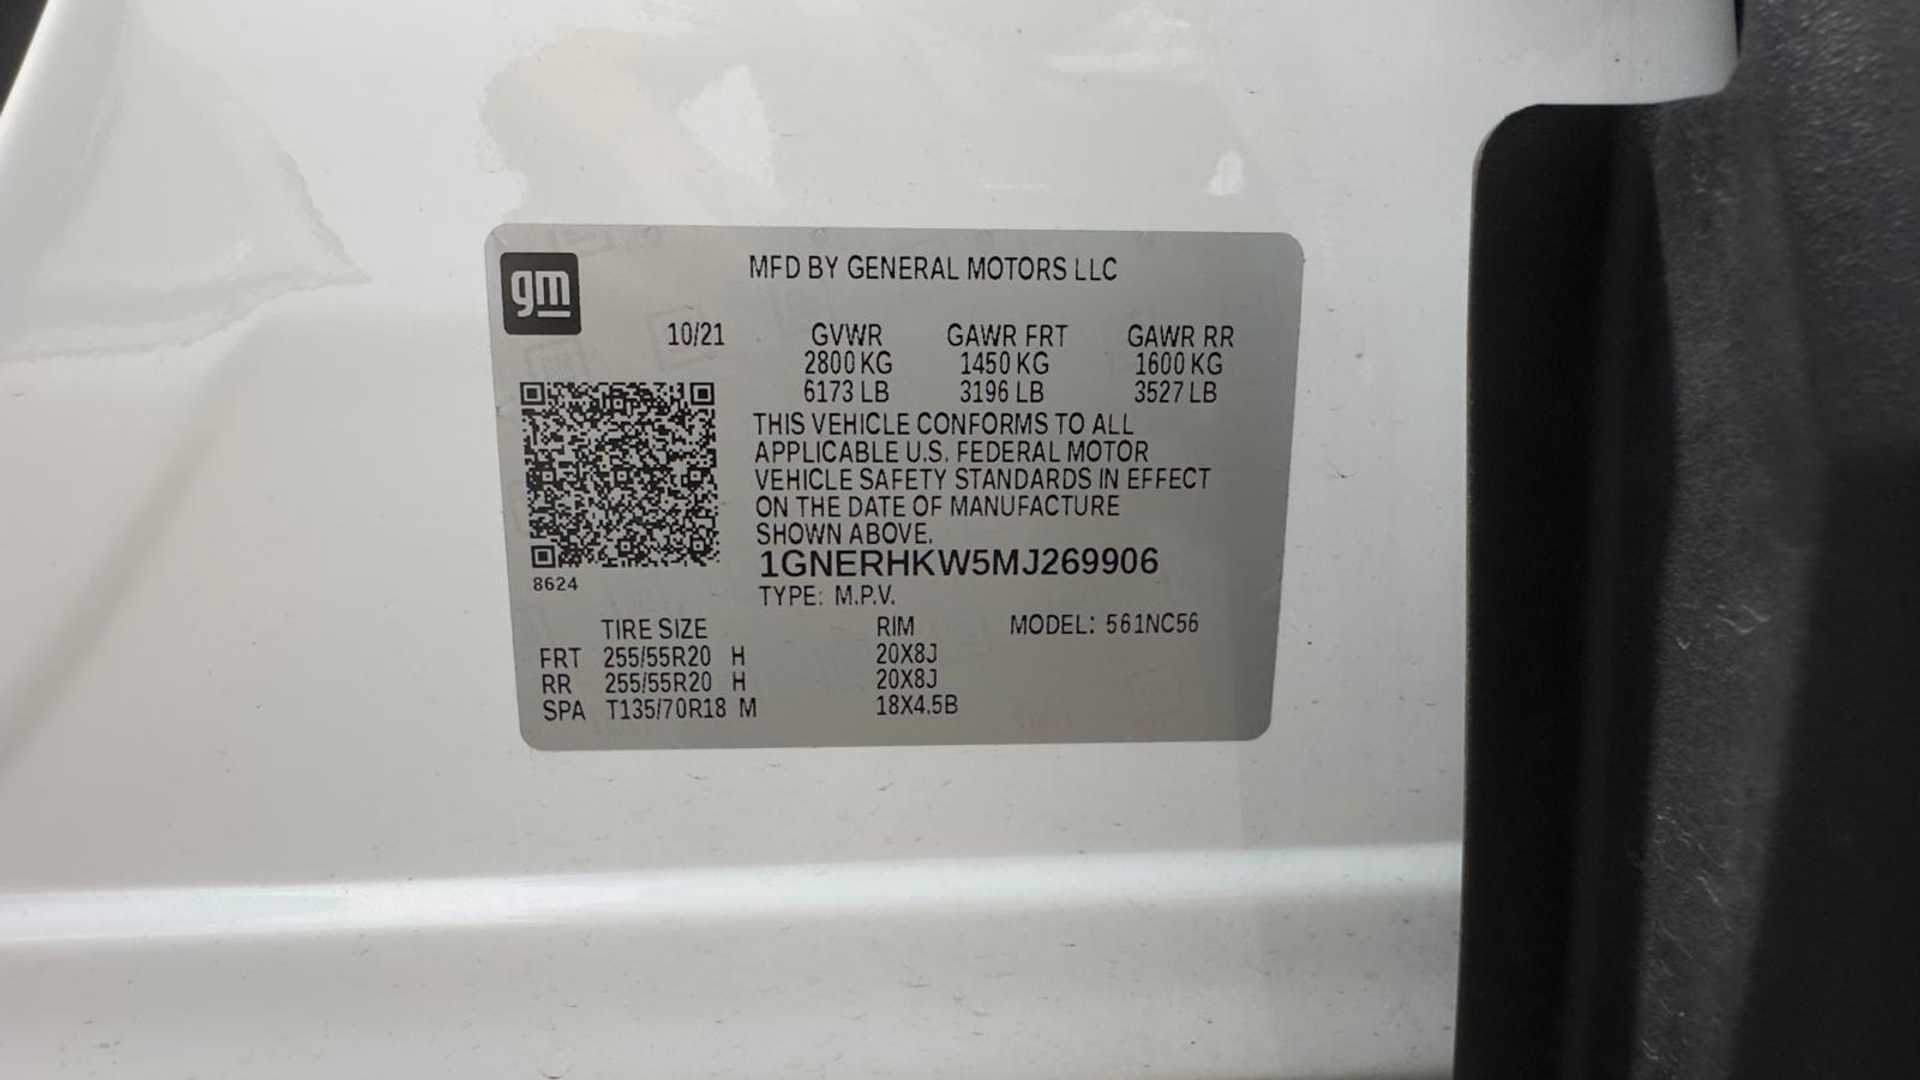 gm
MFD BY GENERAL MOTORS LLC
10/21 GVWR GAWR FRT GAWR RR
2800 KG 1450 KG 1600 KG
6173 LB 3196 LB 3527 LB
THIS VEHICLE CONFORMS TO ALL
APPLICABLE U.S. FEDERAL MOTOR
VEHICLE SAFETY STANDARDS IN EFFECT
ON THE DATE OF MANUFACTURE
SHOWN ABOVE.
1GNERHKW5MJ269906
8624
TYPE: M.P.V.
TIRE SIZE RIM MODEL: 561NC56
FRT 255/55R20 H 20X8J
RR 255/55R20 H 20X8J
SPA T135/70R18 M 18X4.5B